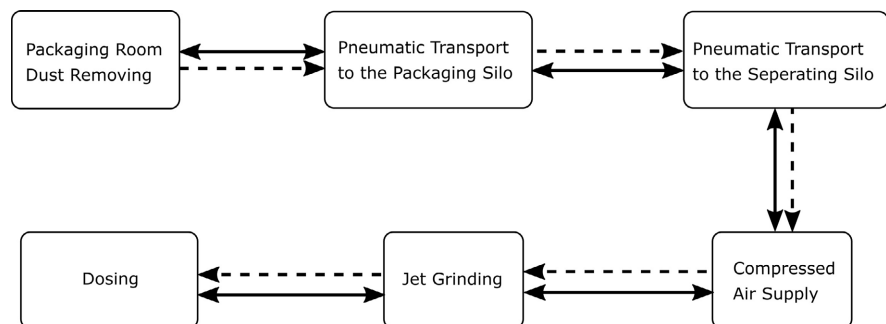 Packaging Room
Dust Removing
Pneumatic Transport
to the Packaging Silo
Pneumatic Transport
to the Seperating Silo
Dosing
Jet Grinding
Compressed
Air Supply